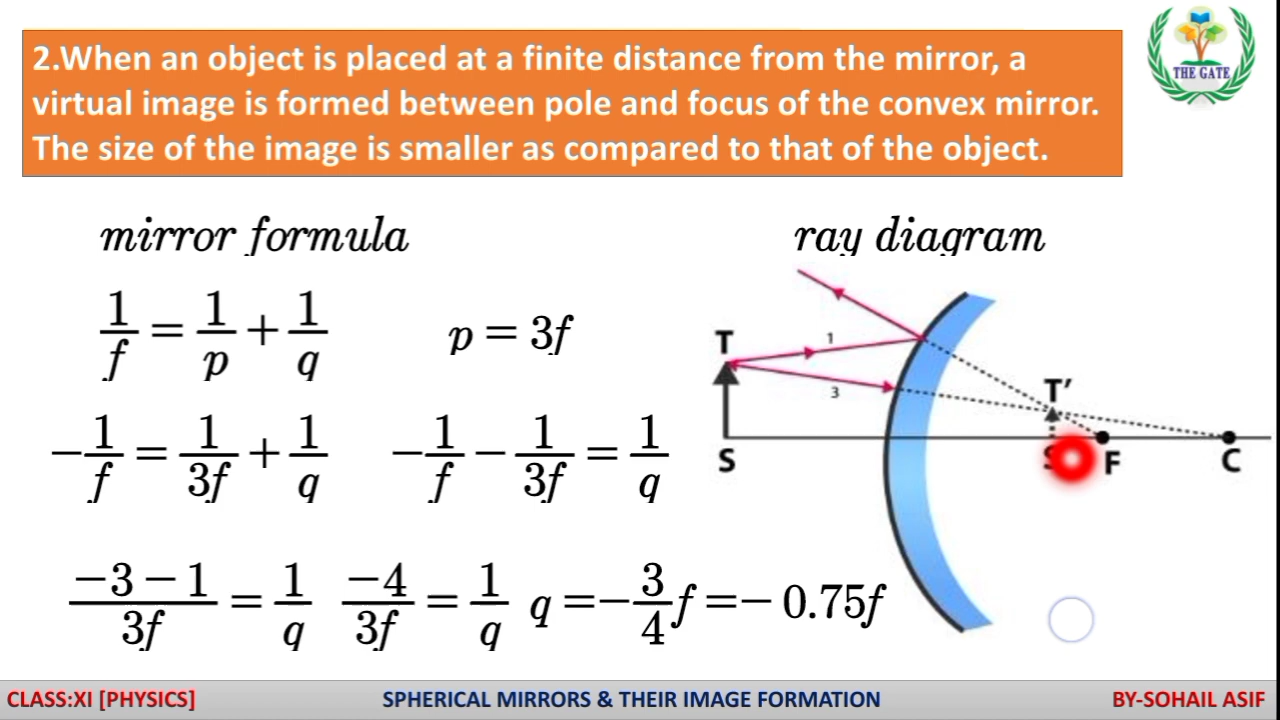 2.When an object is placed at a finite distance from the mirror, a
virtual image is formed between pole and focus of the convex mirror.
The size of the image is smaller as compared to that of the object.
THE GATE
mirror formula
ray diagram
1/f = 1/p + 1/q
p = 3f
-1/f = 1/3f + 1/q
-1/f - 1/3f = 1/q
-3-1/3f = 1/q
-4/3f = 1/q
q =-3/4 f =- 0.75f
T
1
3
T′
S
F
C
CLASS:XI [PHYSICS]
SPHERICAL MIRRORS & THEIR IMAGE FORMATION
BY-SOHAIL ASIF